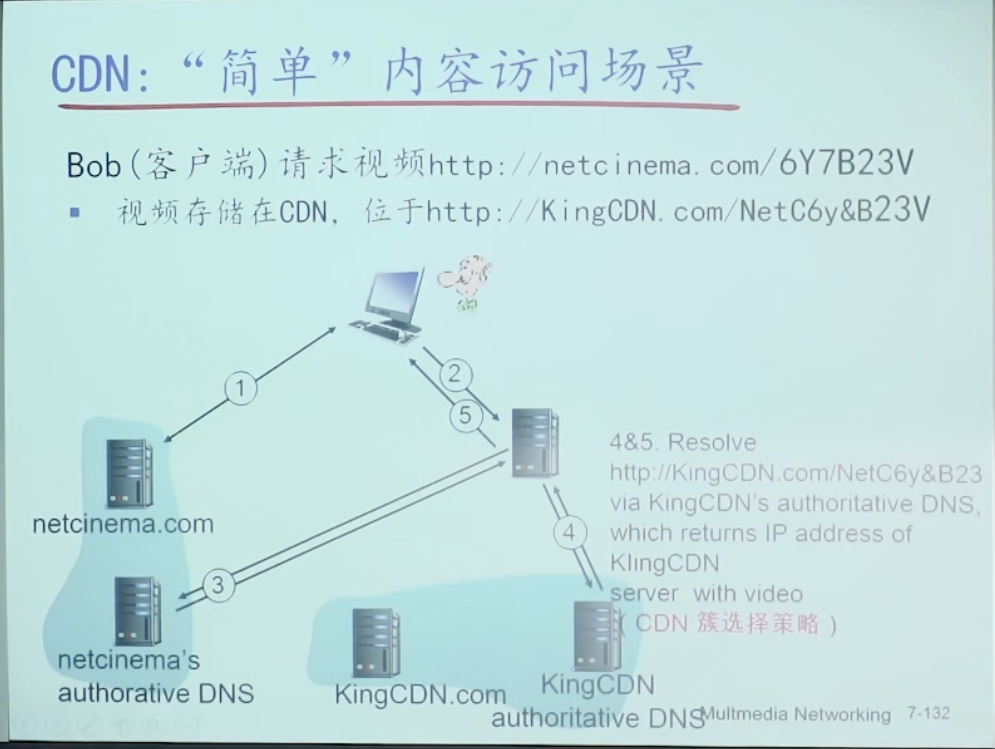 CDN: “简单”内容访问场景
Bob(客户端)请求视频http://netcinema.com/6Y7B23V
▪ 视频存储在CDN，位于http://KingCDN.com/NetC6y&B23V
1
2
5
4&5. Resolve
http://KingCDN.com/NetC6y&B23
via KingCDN's authoritative DNS,
netcinema.com
4
which returns IP address of
KIingCDN
3
server with video
( CDN 簇选择策略 )
netcinema's
authorative DNS
KingCDN.com
KingCDN
authoritative DNS
Multmedia Networking 7-132